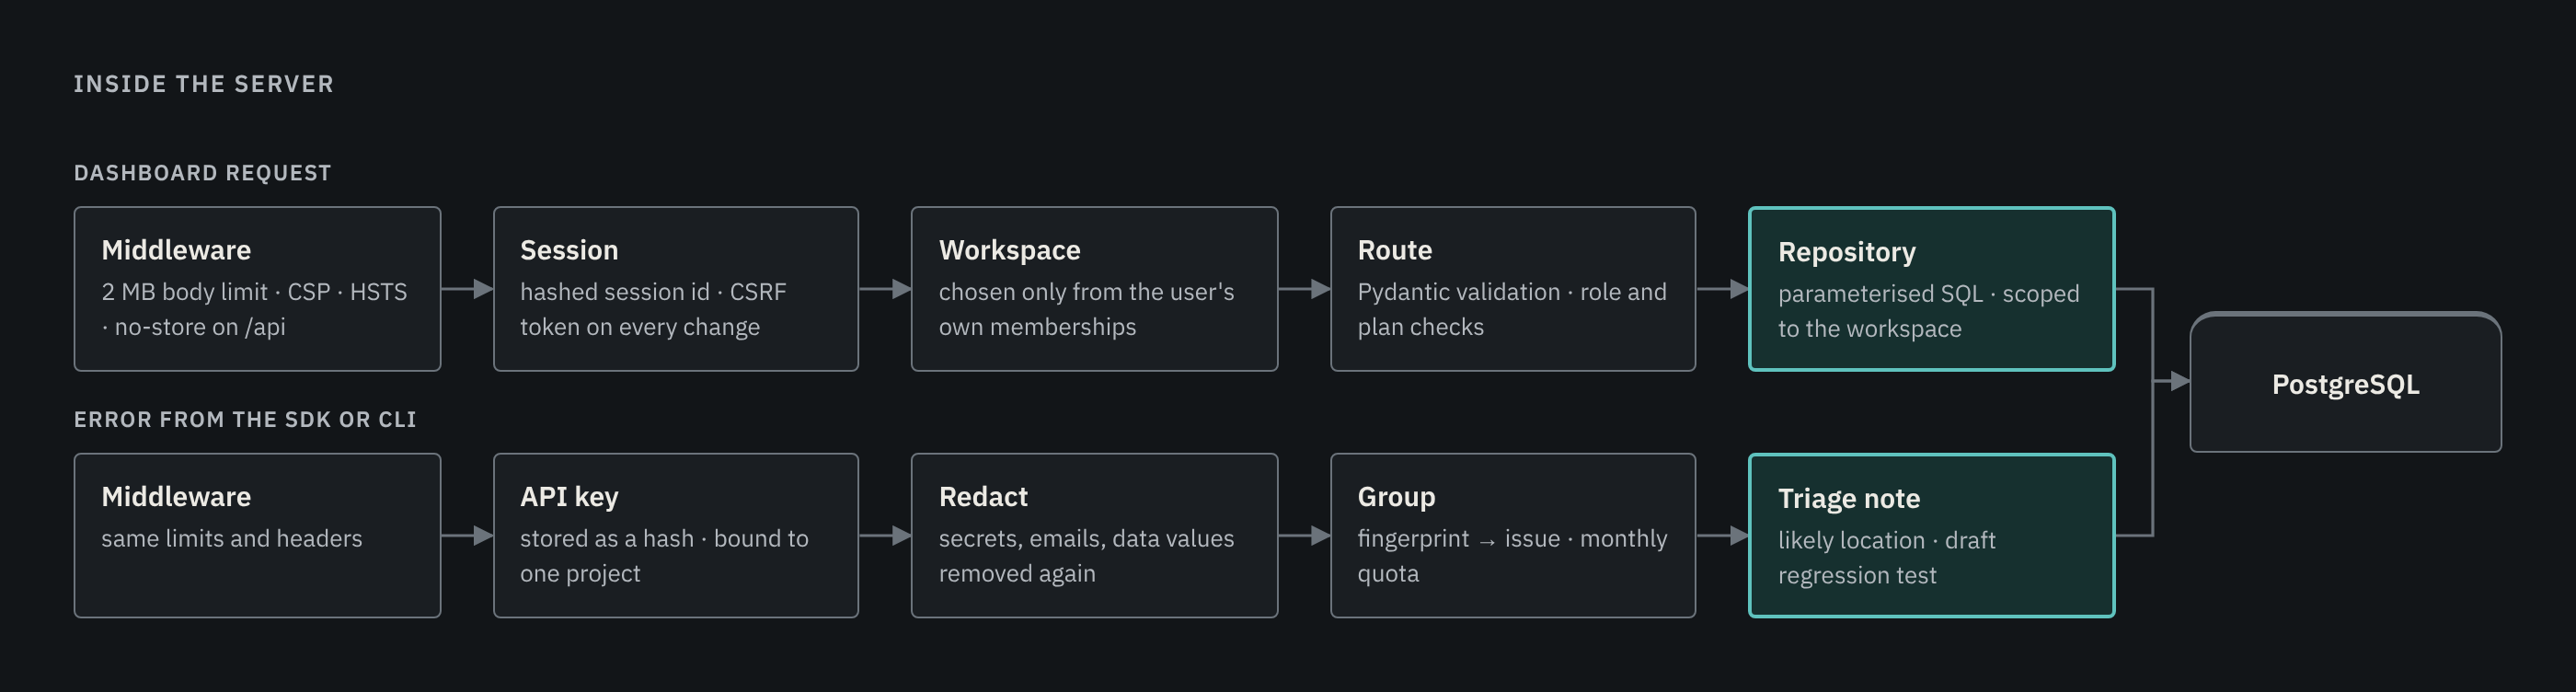 INSIDE THE SERVER
DASHBOARD REQUEST
Middleware
2 MB body limit · CSP · HSTS
· no-store on /api
Session
hashed session id · CSRF
token on every change
Workspace
chosen only from the user's
own memberships
Route
Pydantic validation · role and
plan checks
Repository
parameterised SQL · scoped
to the workspace
PostgreSQL
ERROR FROM THE SDK OR CLI
Middleware
same limits and headers
API key
stored as a hash · bound to
one project
Redact
secrets, emails, data values
removed again
Group
fingerprint → issue · monthly
quota
Triage note
likely location · draft
regression test